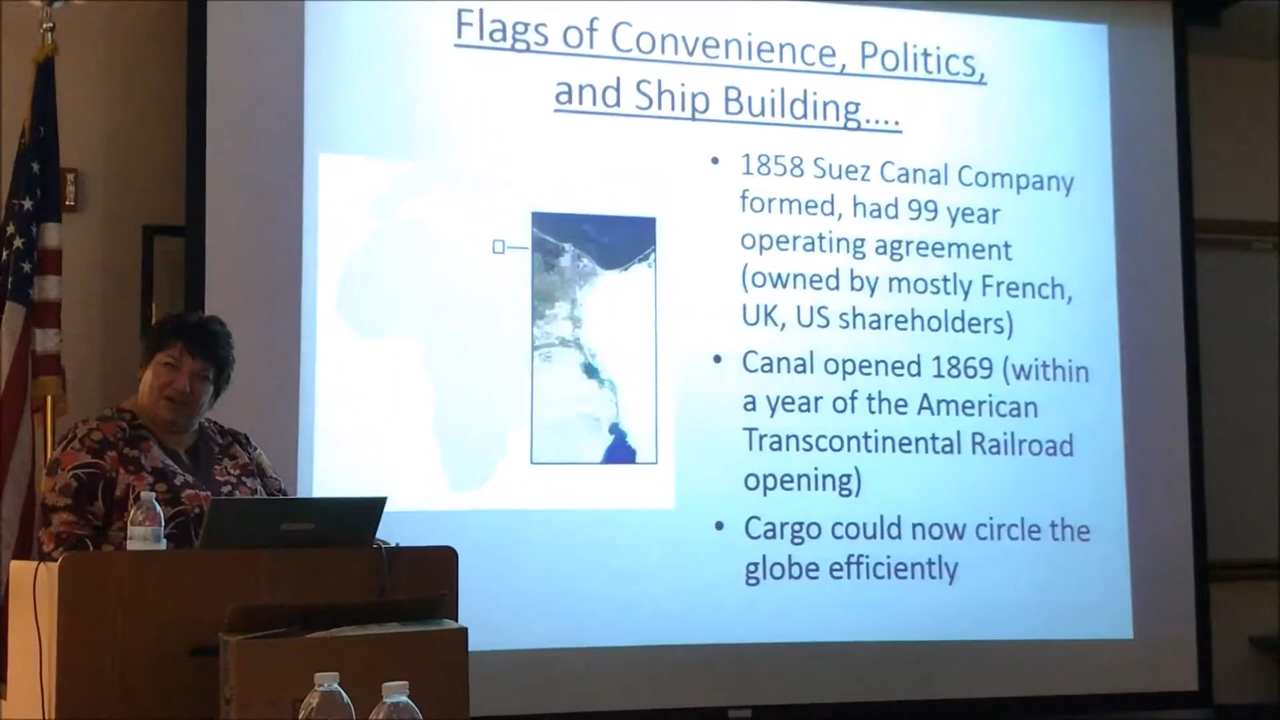 Flags of Convenience, Politics,
and Ship Building....
• 1858 Suez Canal Company
formed, had 99 year
operating agreement
(owned by mostly French,
UK, US shareholders)
• Canal opened 1869 (within
a year of the American
Transcontinental Railroad
opening)
• Cargo could now circle the
globe efficiently